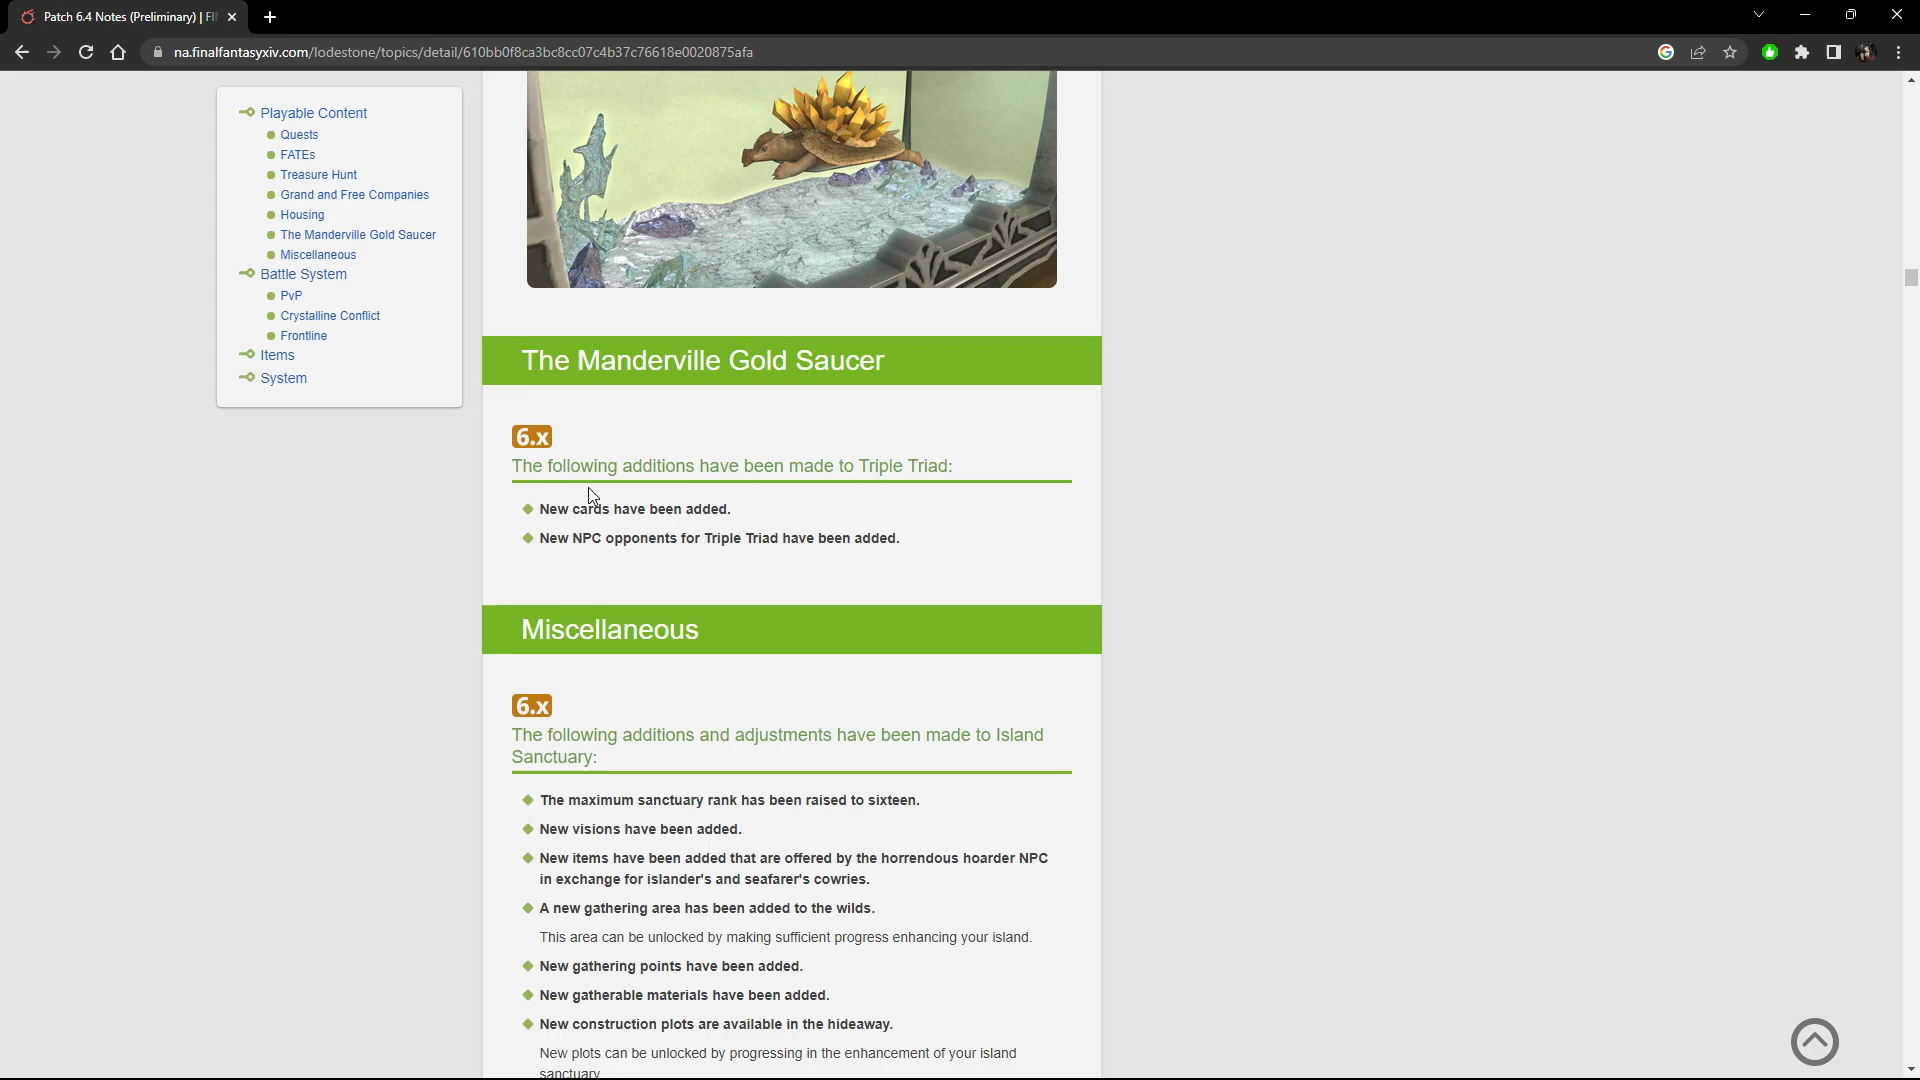 Patch 6.4 Notes (Preliminary) | FI
na.finalfantasyxiv.com/lodestone/topics/detail/610bb0f8ca3bc8cc07c4b37c76618e0020875afa
Playable Content
Quests
FATEs
Treasure Hunt
Grand and Free Companies
Housing
The Manderville Gold Saucer
Miscellaneous
Battle System
PvP
Crystalline Conflict
Frontline
Items
System
The Manderville Gold Saucer
6.x
The following additions have been made to Triple Triad:
New cards have been added.
New NPC opponents for Triple Triad have been added.
Miscellaneous
6.x
The following additions and adjustments have been made to Island
Sanctuary:
The maximum sanctuary rank has been raised to sixteen.
New visions have been added.
New items have been added that are offered by the horrendous hoarder NPC
in exchange for islander's and seafarer's cowries.
A new gathering area has been added to the wilds.
This area can be unlocked by making sufficient progress enhancing your island.
New gathering points have been added.
New gatherable materials have been added.
New construction plots are available in the hideaway.
New plots can be unlocked by progressing in the enhancement of your island
sanctuary